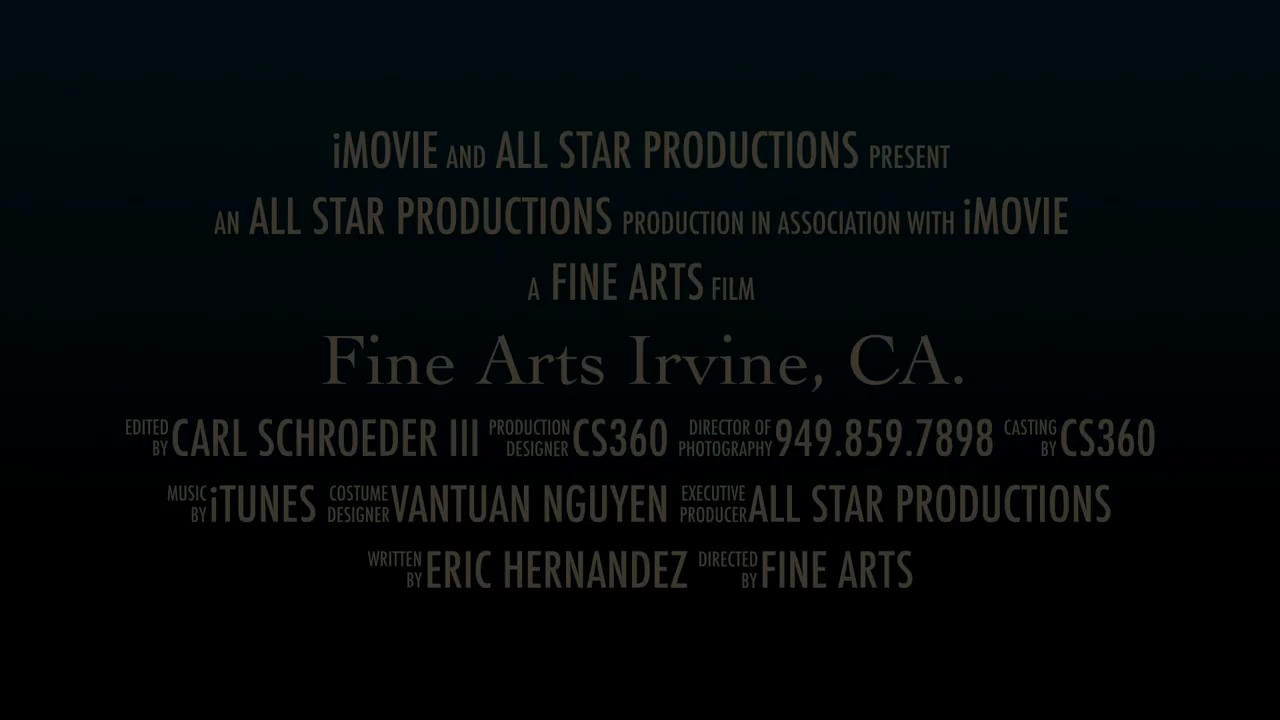 iMOVIE AND ALL STAR PRODUCTIONS PRESENT
AN ALL STAR PRODUCTIONS PRODUCTION IN ASSOCIATION WITH iMOVIE
A FINE ARTS FILM
Fine Arts Irvine, CA.
EDITED BY CARL SCHROEDER III PRODUCTION DESIGNER CS360 DIRECTOR OF PHOTOGRAPHY 949.859.7898 CASTING BY CS360
MUSIC BY iTUNES COSTUME DESIGNER VANTUAN NGUYEN EXECUTIVE PRODUCER ALL STAR PRODUCTIONS
WRITTEN BY ERIC HERNANDEZ DIRECTED BY FINE ARTS